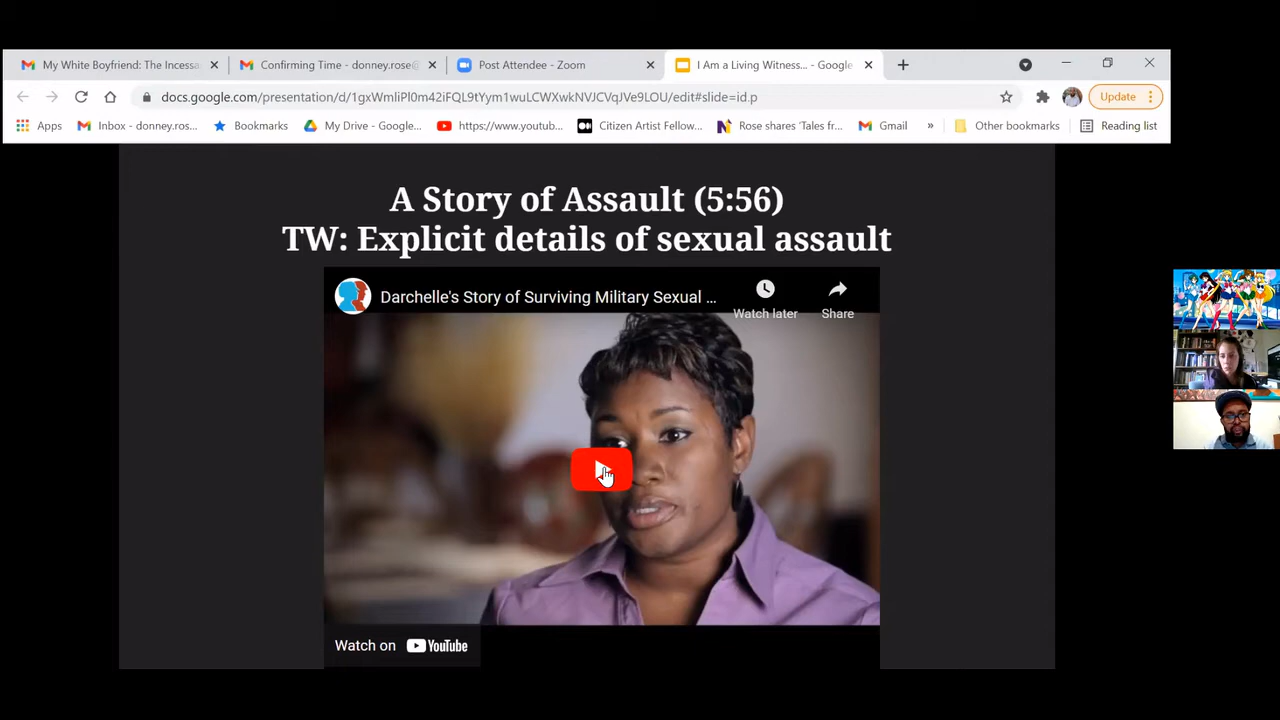 My White Boyfriend: The Incessa
Confirming Time - donney.rose@
Post Attendee - Zoom
I Am a Living Witness... - Google
docs.google.com/presentation/d/1gxWmliPl0m42iFQL9tYym1wuLCWXwkNVJCVqJVe9LOU/edit#slide=id.p
Update
Apps
Inbox - donney.ros...
Bookmarks
My Drive - Google...
https://www.youtub...
Citizen Artist Fellow...
Rose shares 'Tales fr...
Gmail
»
Other bookmarks
Reading list
A Story of Assault (5:56)
TW: Explicit details of sexual assault
Darchelle's Story of Surviving Military Sexual ...
Watch later
Share
Watch on YouTube